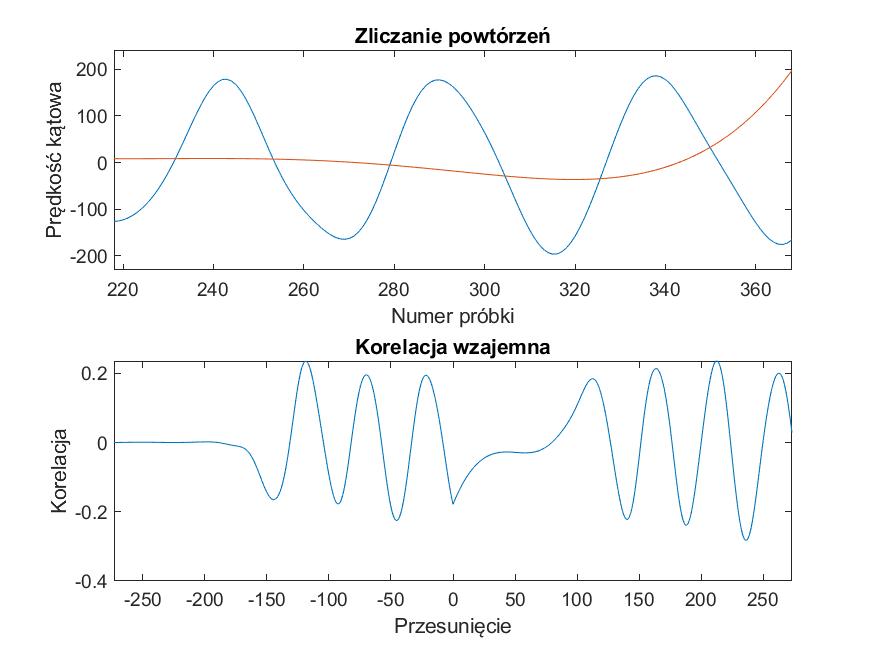 Zliczanie powtórzeń
200
100
0
-100
-200
Prędkość kątowa
220 240 260 280 300 320 340 360
Numer próbki
Korelacja wzajemna
0.2
0
-0.2
-0.4
Korelacja
-250 -200 -150 -100 -50 0 50 100 150 200 250
Przesunięcie